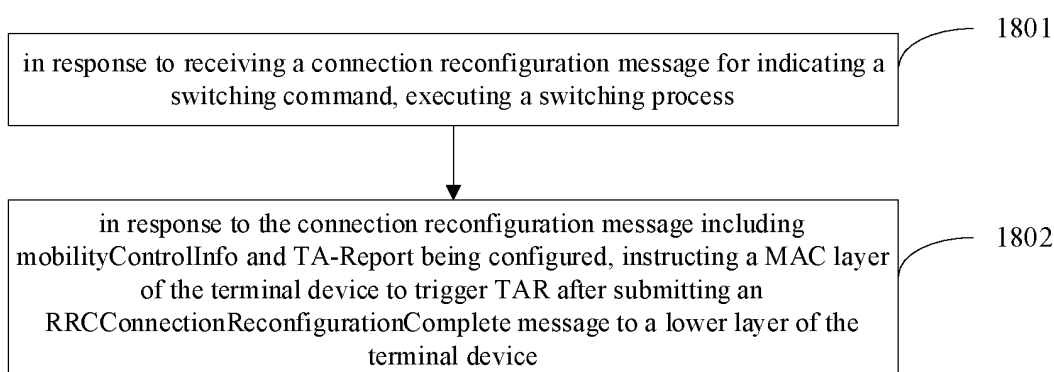 1801
in response to receiving a connection reconfiguration message for indicating a
switching command, executing a switching process
in response to the connection reconfiguration message including
mobilityControlInfo and TA-Report being configured, instructing a MAC layer
of the terminal device to trigger TAR after submitting an
RRCConnectionReconfigurationComplete message to a lower layer of the
terminal device
1802